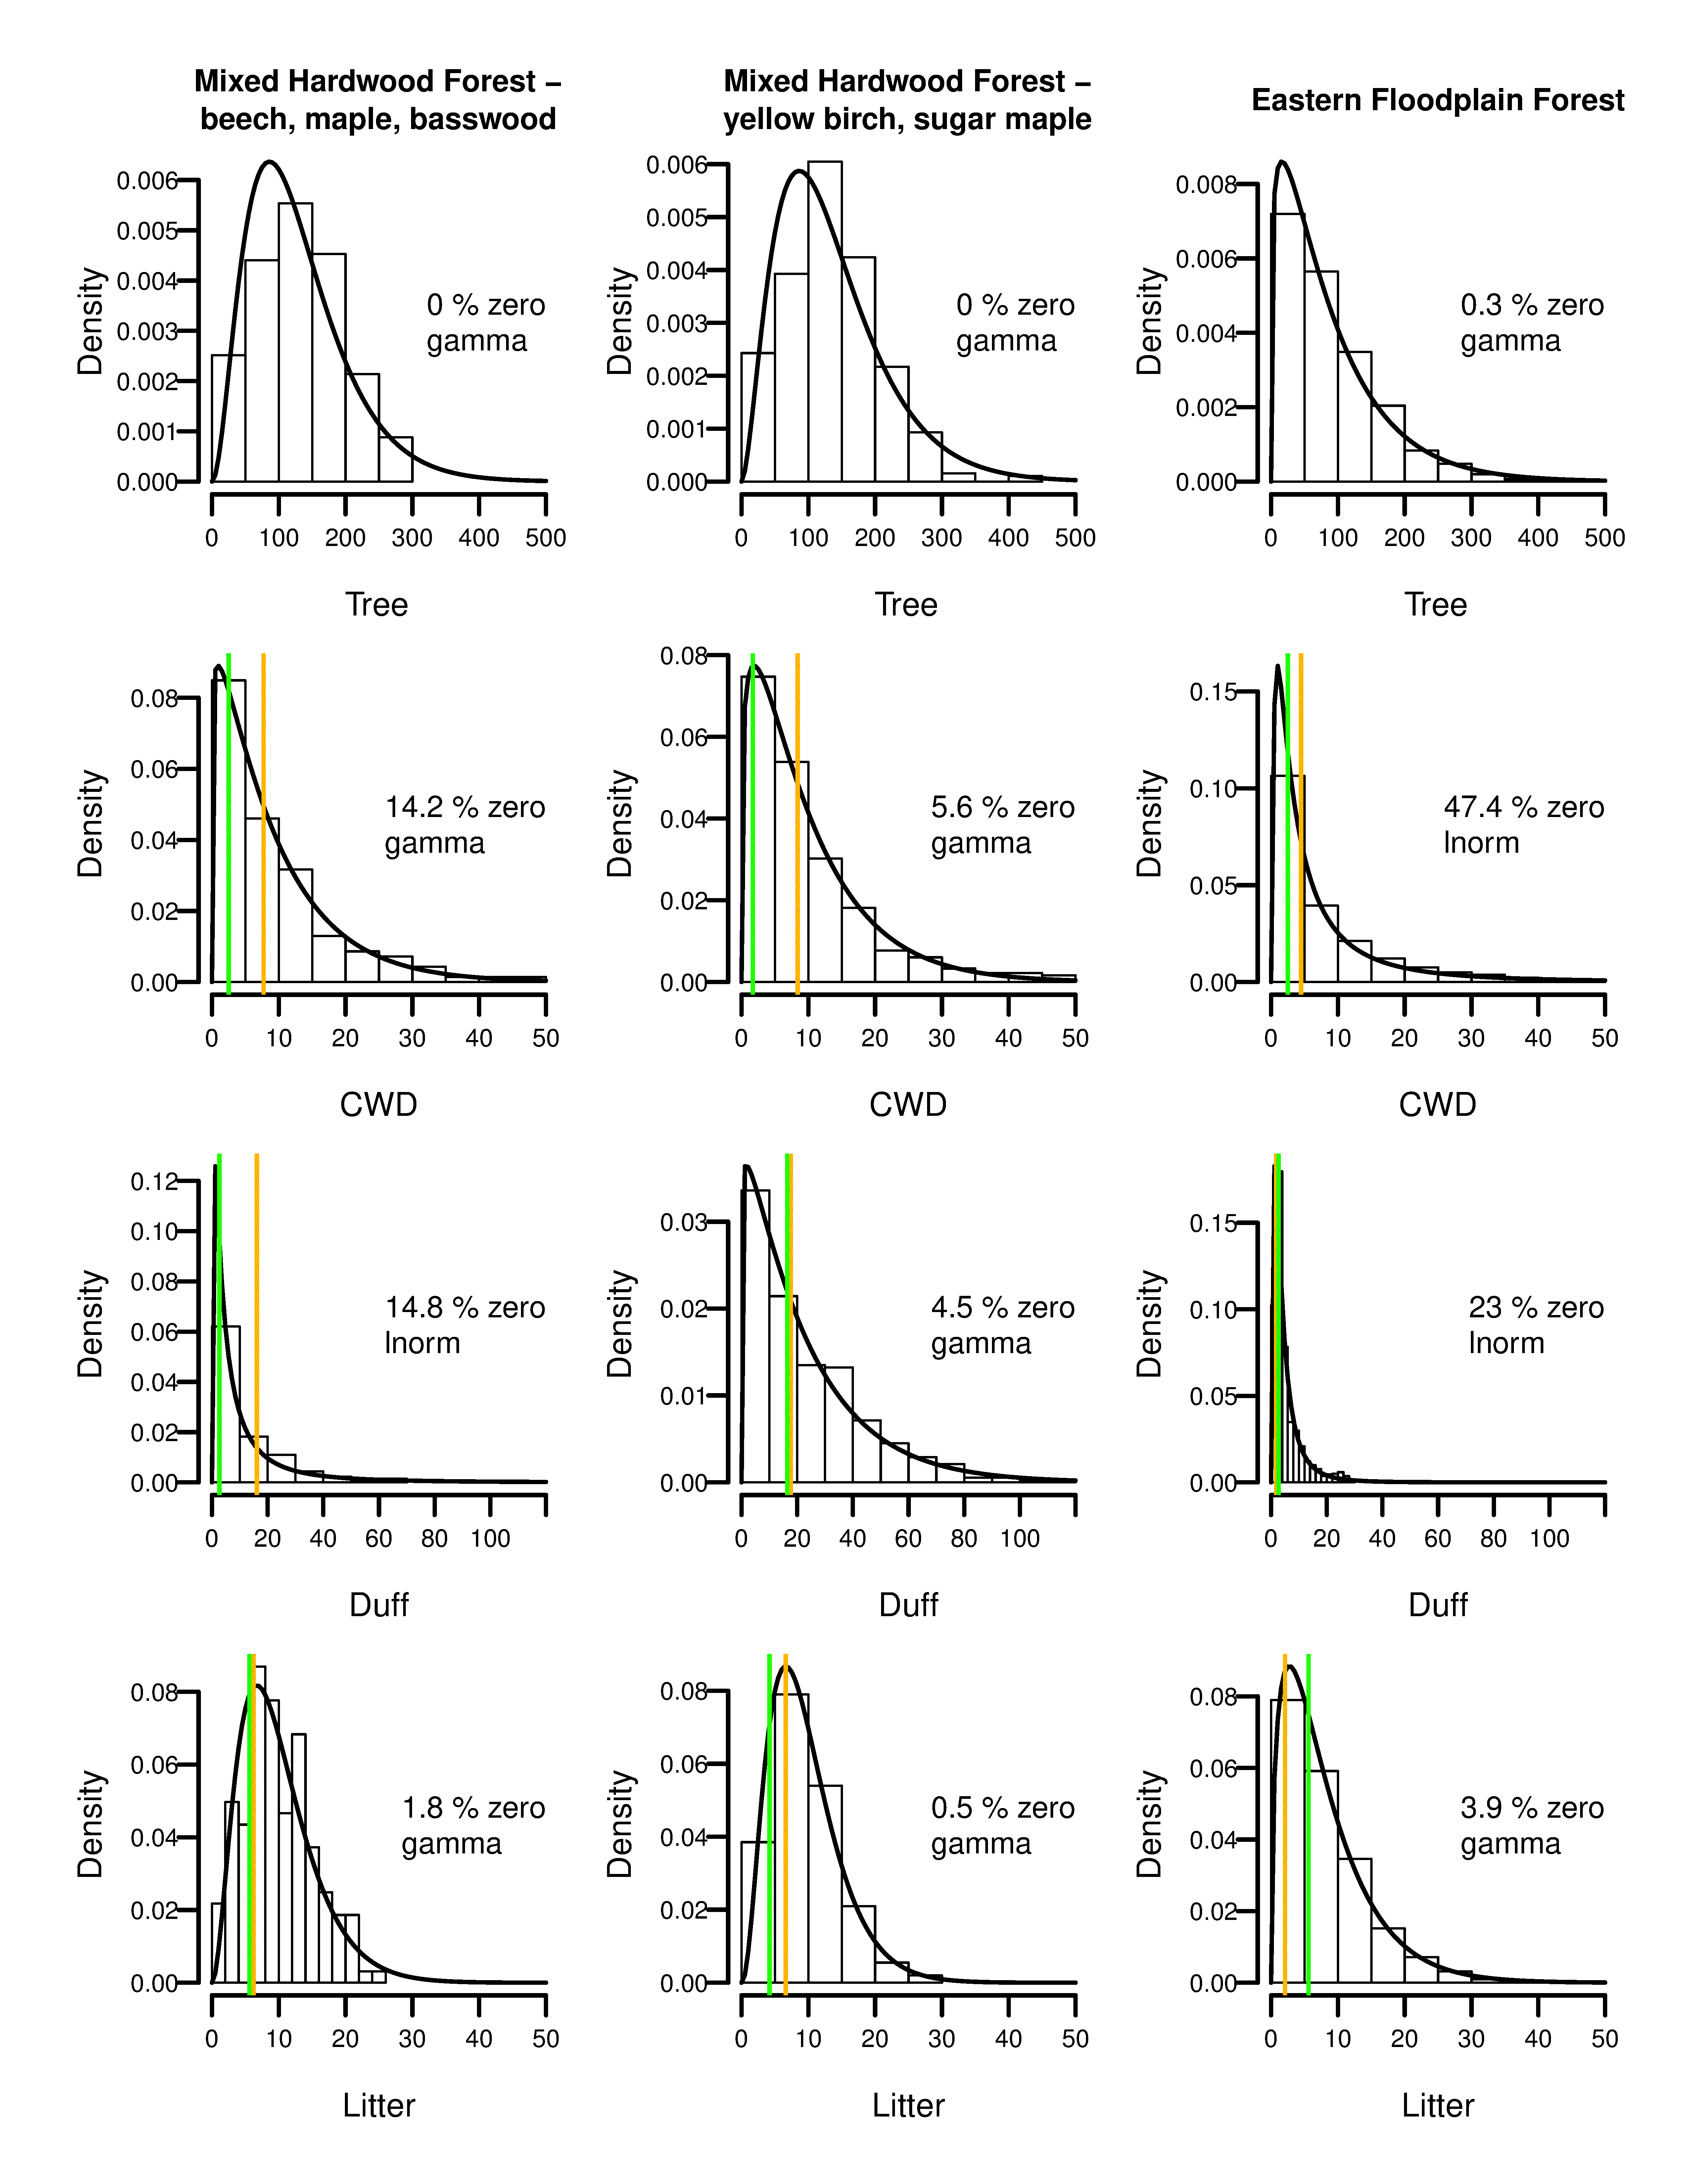 Mixed Hardwood Forest –
beech, maple, basswood
Mixed Hardwood Forest –
yellow birch, sugar maple
Eastern Floodplain Forest
Density
0.006
0.005
0.004
0.003
0.002
0.001
0.000
0 % zero
gamma
0 100 200 300 400 500
Tree
Density
0.006
0.005
0.004
0.003
0.002
0.001
0.000
0 % zero
gamma
0 100 200 300 400 500
Tree
Density
0.008
0.006
0.004
0.002
0.000
0.3 % zero
gamma
0 100 200 300 400 500
Tree
Density
0.08
0.06
0.04
0.02
0.00
14.2 % zero
gamma
0 10 20 30 40 50
CWD
Density
0.08
0.06
0.04
0.02
0.00
5.6 % zero
gamma
0 10 20 30 40 50
CWD
Density
0.15
0.10
0.05
0.00
47.4 % zero
lnorm
0 10 20 30 40 50
CWD
Density
0.12
0.10
0.08
0.06
0.04
0.02
0.00
14.8 % zero
lnorm
0 20 40 60 80 100
Duff
Density
0.03
0.02
0.01
0.00
4.5 % zero
gamma
0 20 40 60 80 100
Duff
Density
0.15
0.10
0.05
0.00
23 % zero
lnorm
0 20 40 60 80 100
Duff
Density
0.08
0.06
0.04
0.02
0.00
1.8 % zero
gamma
0 10 20 30 40 50
Litter
Density
0.08
0.06
0.04
0.02
0.00
0.5 % zero
gamma
0 10 20 30 40 50
Litter
Density
0.08
0.06
0.04
0.02
0.00
3.9 % zero
gamma
0 10 20 30 40 50
Litter